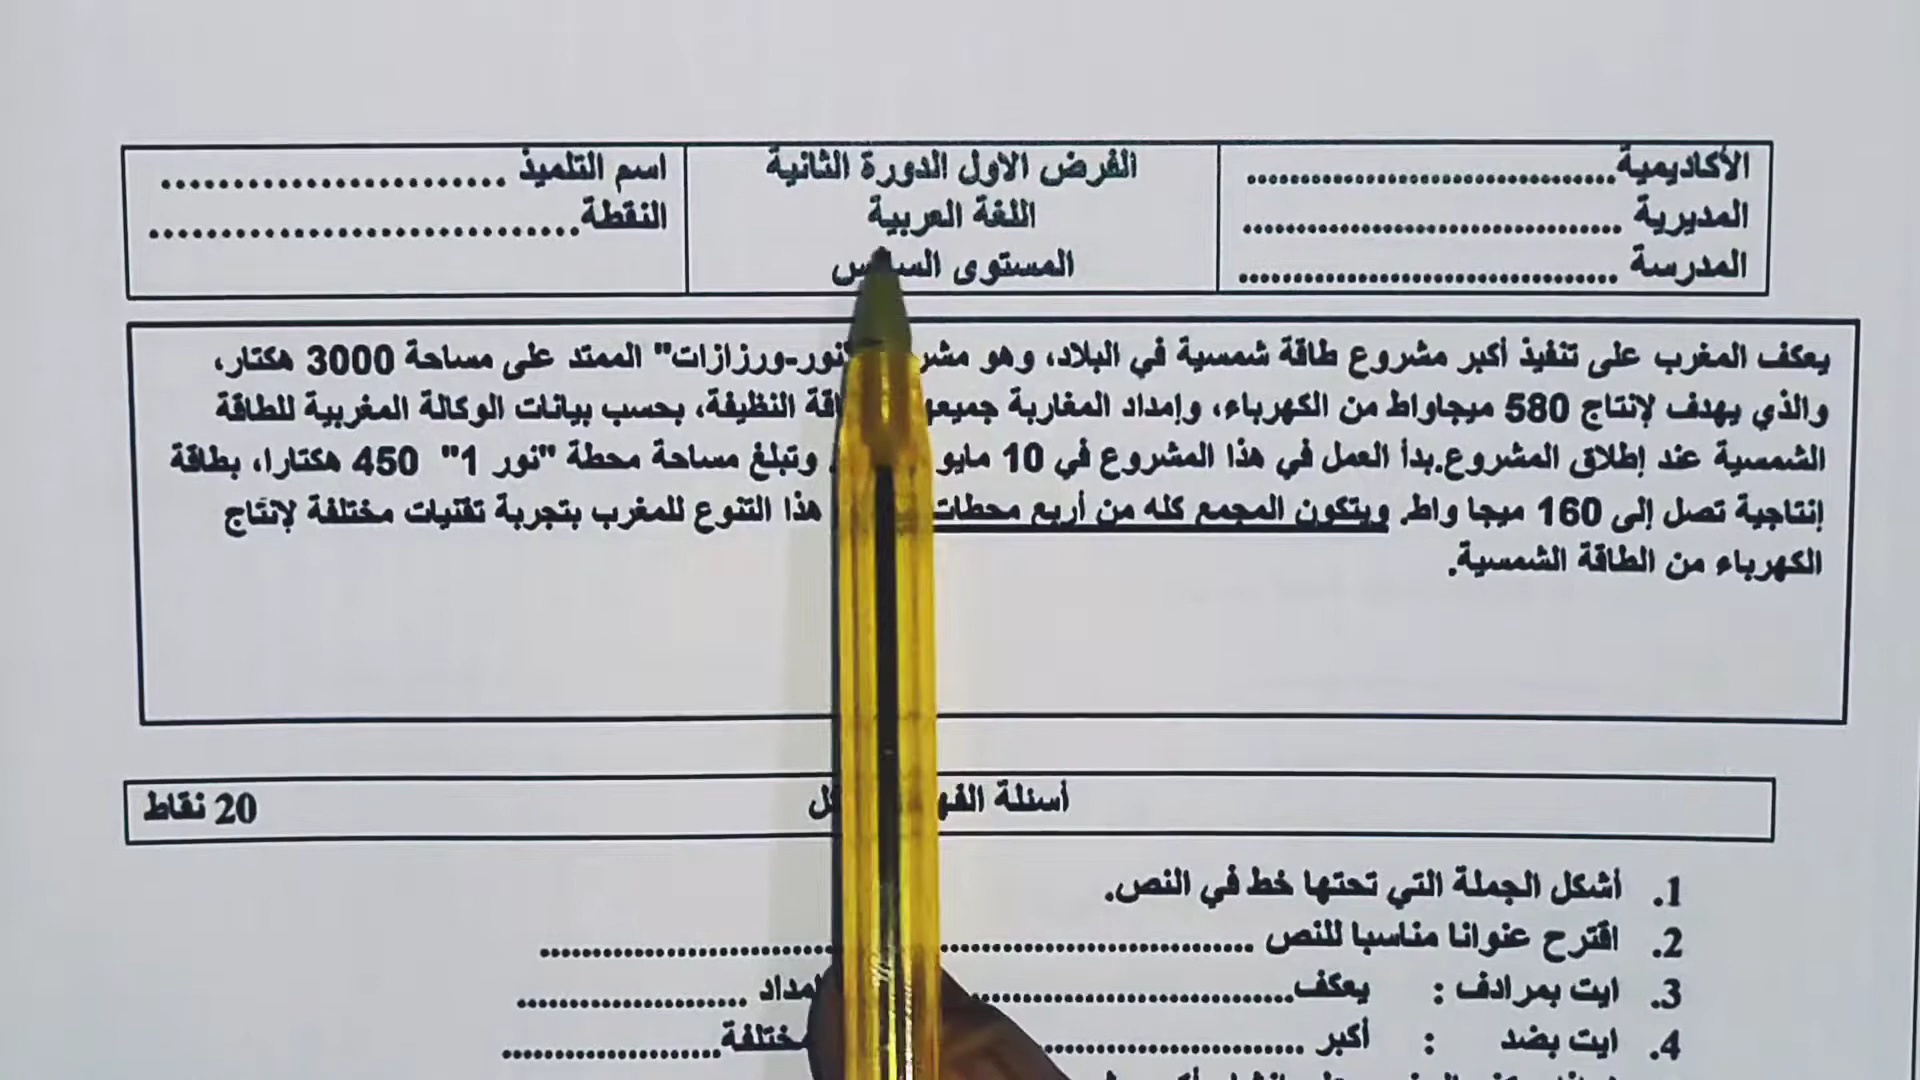 الأكاديمية.................................
المديرية .................................
المدرسة .................................
الفرض الاول الدورة الثانية
اللغة العربية
المستوى
اسم التلميذ ........................
النقطة..............................
يعكف المغرب على تنفيذ أكبر مشروع طاقة شمسية في البلاد، وهو "نور-ورزازات" الممتد على مساحة 3000 هكتار،
والذي يهدف لإنتاج 580 ميجاواط من الكهرباء، وإمداد المغاربة النظيفة، بحسب بيانات الوكالة المغربية للطاقة
الشمسية عند إطلاق المشروع.بدأ العمل في هذا المشروع في 10 مايو وتبلغ مساحة محطة "نور 1" 450 هكتارا، بطاقة
إنتاجية تصل إلى 160 ميجا واط. ويتكون المجمع كله من أربع محطات هذا التنوع للمغرب بتجربة تقنيات مختلفة لإنتاج
الكهرباء من الطاقة الشمسية.
أسئلة 20 نقاط
1. أشكل الجملة التي تحتها خط في النص.
2. اقترح عنوانا مناسبا للنص ..................................................
3. ايت بمرادف : يعكف........................... ....................
4. ايت بضد : أكبر ........................... مختلفة...................